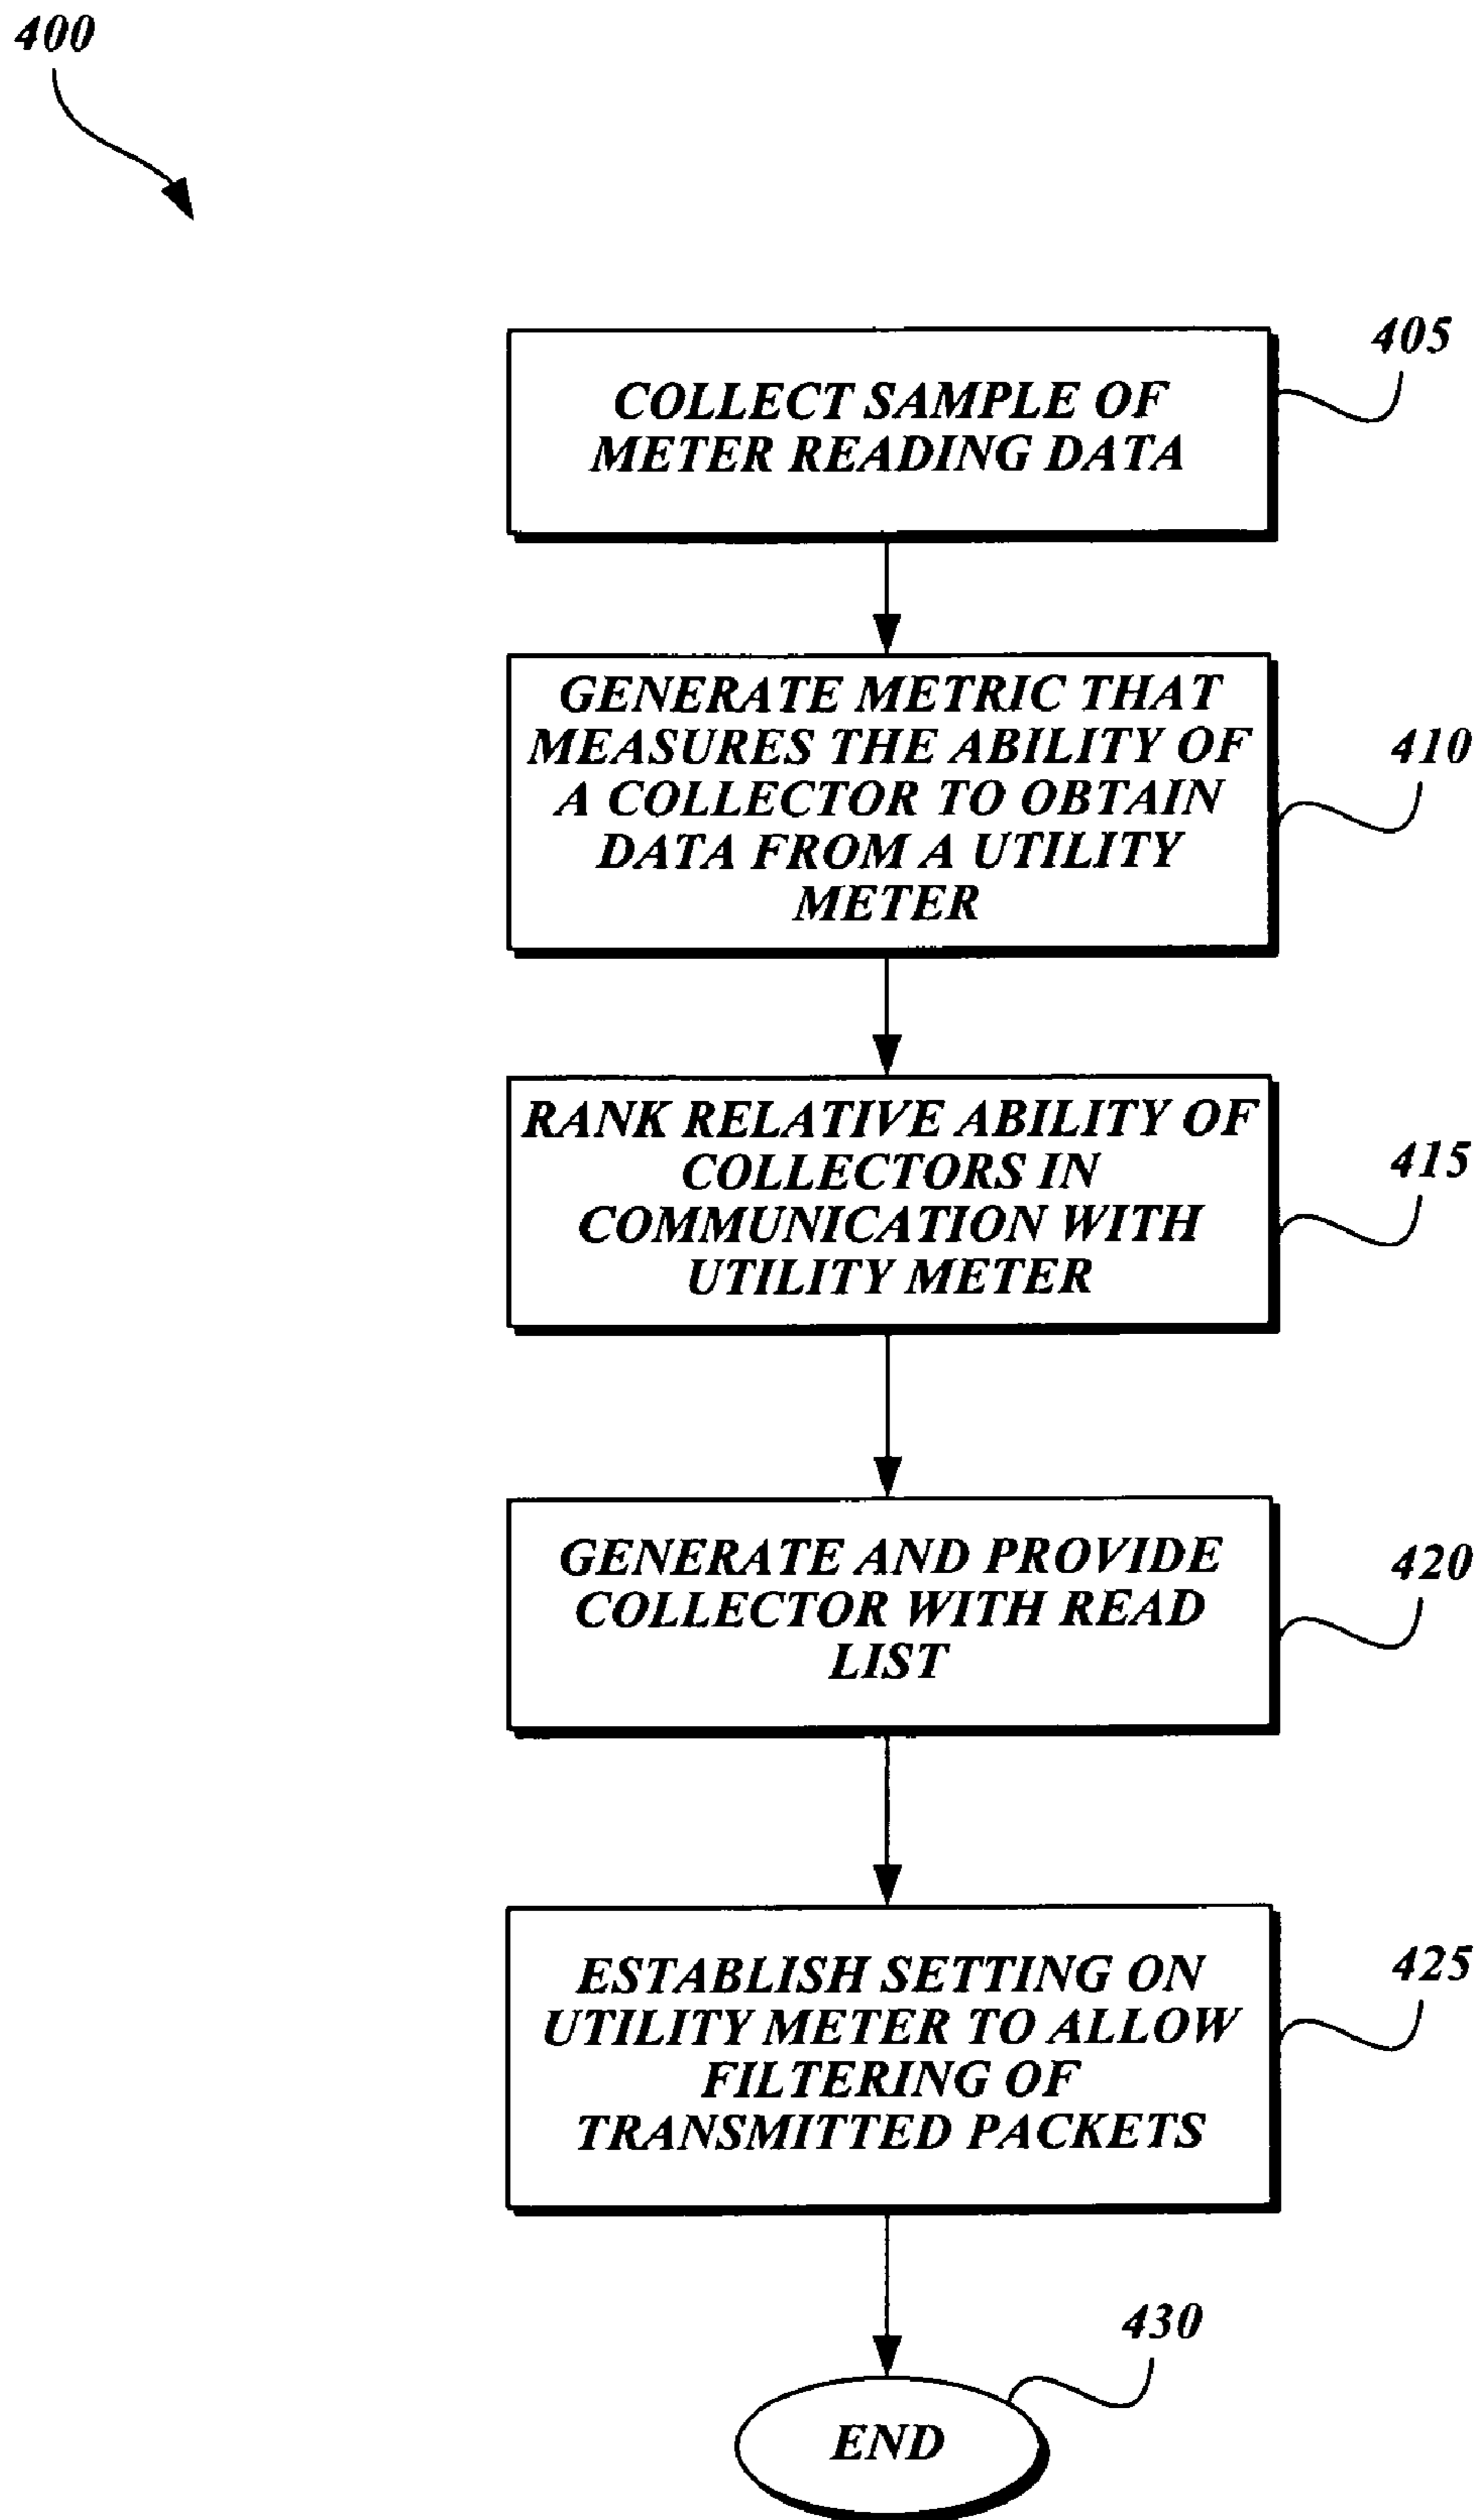 400
405
COLLECT SAMPLE OF
METER READING DATA
GENERATE METRIC THAT
MEASURES THE ABILITY OF
A COLLECTOR TO OBTAIN
DATA FROM A UTILITY
METER
410
RANK RELATIVE ABILITY OF
COLLECTORS IN
COMMUNICATION WITH
UTILITY METER
415
GENERATE AND PROVIDE
COLLECTOR WITH READ
LIST
420
ESTABLISH SETTING ON
UTILITY METER TO ALLOW
FILTERING OF
TRANSMITTED PACKETS
425
430
END